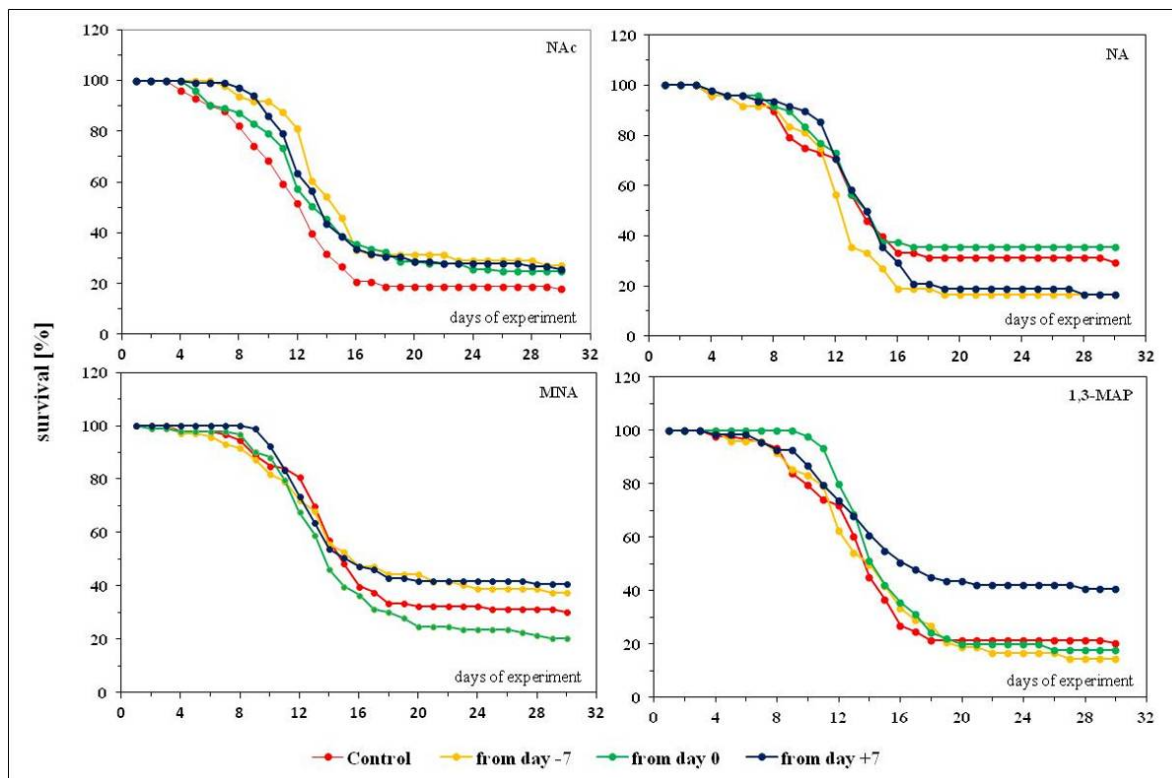 survival [%]
NAc
120
100
80
60
40
20
0
0 4 8 12 16 20 24 28 32
days of experiment
NA
120
100
80
60
40
20
0
0 4 8 12 16 20 24 28 32
days of experiment
MNA
120
100
80
60
40
20
0
0 4 8 12 16 20 24 28 32
days of experiment
1,3-MAP
120
100
80
60
40
20
0
0 4 8 12 16 20 24 28 32
days of experiment
Control from day -7 from day 0 from day +7